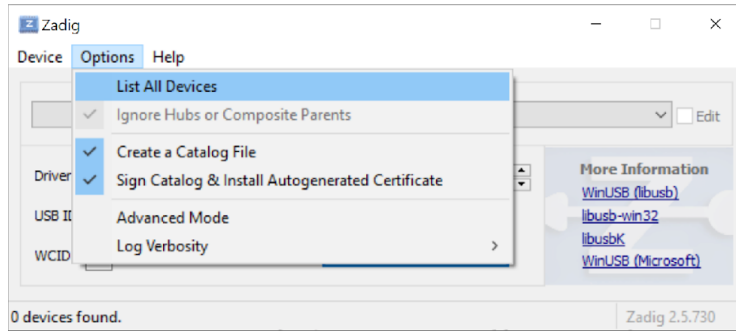 Zadig
Device Options Help
List All Devices
Ignore Hubs or Composite Parents
Edit
Create a Catalog File
Driver
Sign Catalog & Install Autogenerated Certificate
More Information
WinUSB (libusb)
USB
Advanced Mode
libusb-win32
Log Verbosity
libusbK
WCID
WinUSB (Microsoft)
0 devices found.
Zadig 2.5.730